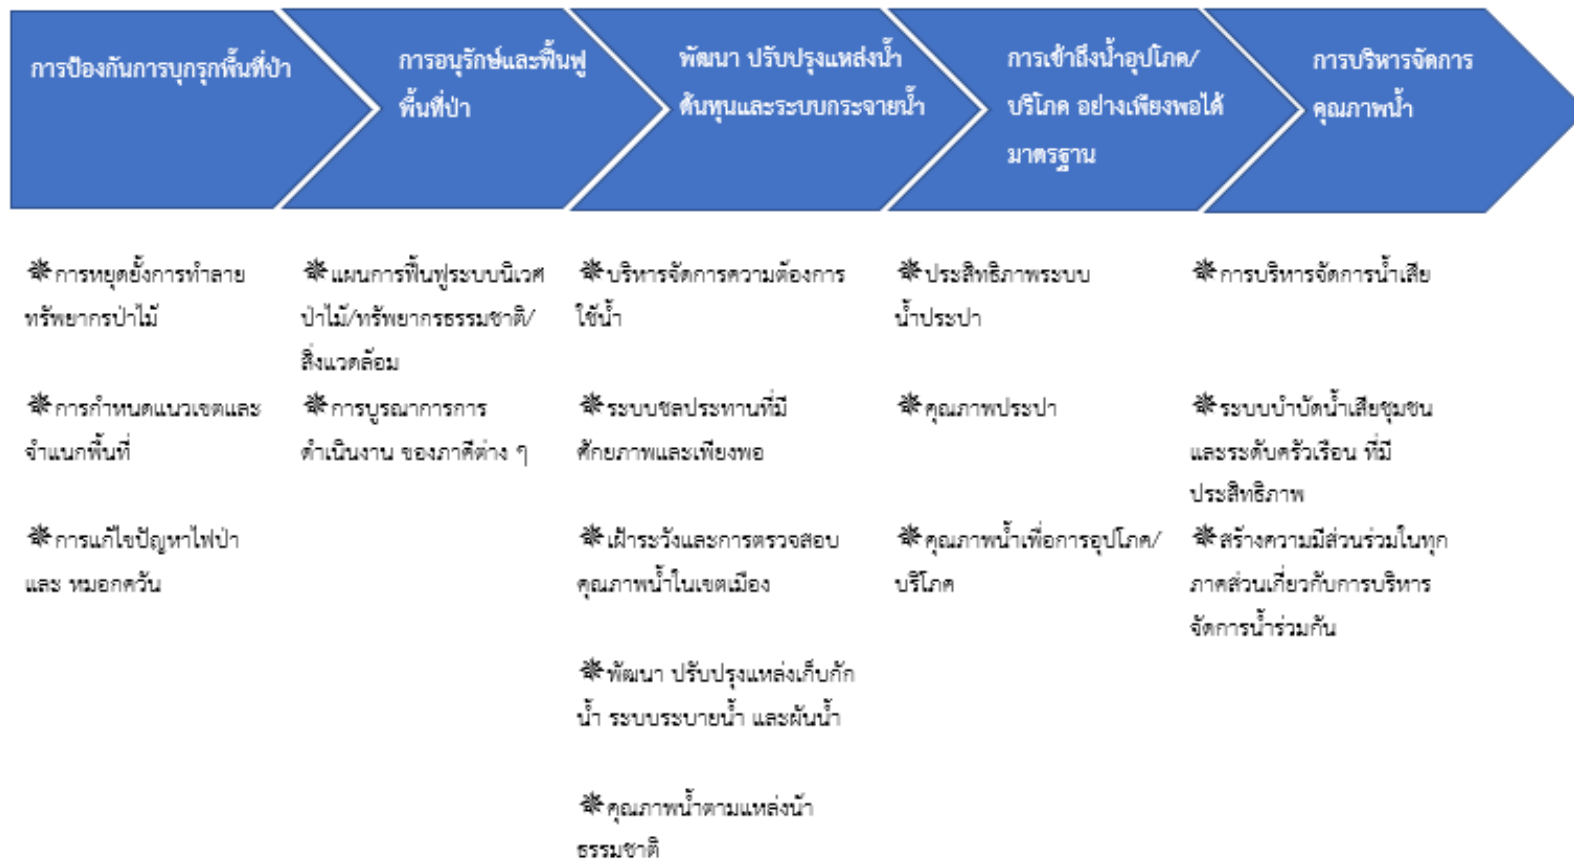 การป้องกันการบุกรุกพื้นที่ป่า
การอนุรักษ์และฟื้นฟู
พื้นที่ป่า
พัฒนา ปรับปรุงแหล่งน้ำ
ต้นทุนและระบบกระจายน้ำ
การเข้าถึงน้ำอุปโภค/
บริโภค อย่างเพียงพอได้
มาตรฐาน
การบริหารจัดการ
คุณภาพน้ำ
การหยุดยั้งการทำลาย
ทรัพยากรป่าไม้
การกำหนดแนวเขตและ
จำแนกพื้นที่
การแก้ไขปัญหาไฟป่า
และ หมอกควัน
แผนการฟื้นฟูระบบนิเวศ
ป่าไม้/ทรัพยากรธรรมชาติ/
สิ่งแวดล้อม
การบูรณาการการ
ดำเนินงาน ของภาคีต่าง ๆ
บริหารจัดการความต้องการ
ใช้น้ำ
ระบบชลประทานที่มี
ศักยภาพและเพียงพอ
เฝ้าระวังและการตรวจสอบ
คุณภาพน้ำในเขตเมือง
พัฒนา ปรับปรุงแหล่งเก็บกัก
น้ำ ระบบระบายน้ำ และผันน้ำ
คุณภาพน้ำตามแหล่งน้ำ
ธรรมชาติ
ประสิทธิภาพระบบ
น้ำประปา
คุณภาพประปา
คุณภาพน้ำเพื่อการอุปโภค/
บริโภค
การบริหารจัดการน้ำเสีย
ระบบบำบัดน้ำเสียชุมชน
และระดับครัวเรือน ที่มี
ประสิทธิภาพ
สร้างความมีส่วนร่วมในทุก
ภาคส่วนเกี่ยวกับการบริหาร
จัดการน้ำร่วมกัน